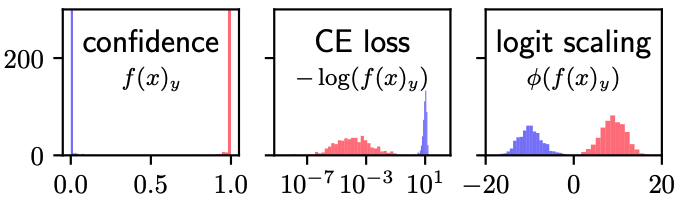 confidence
f(x)_y
200
0
0.0 0.5 1.0
CE loss
− log(f(x)_y)
10^−7 10^−3 10^1
logit scaling
ϕ(f(x)_y)
−20 0 20